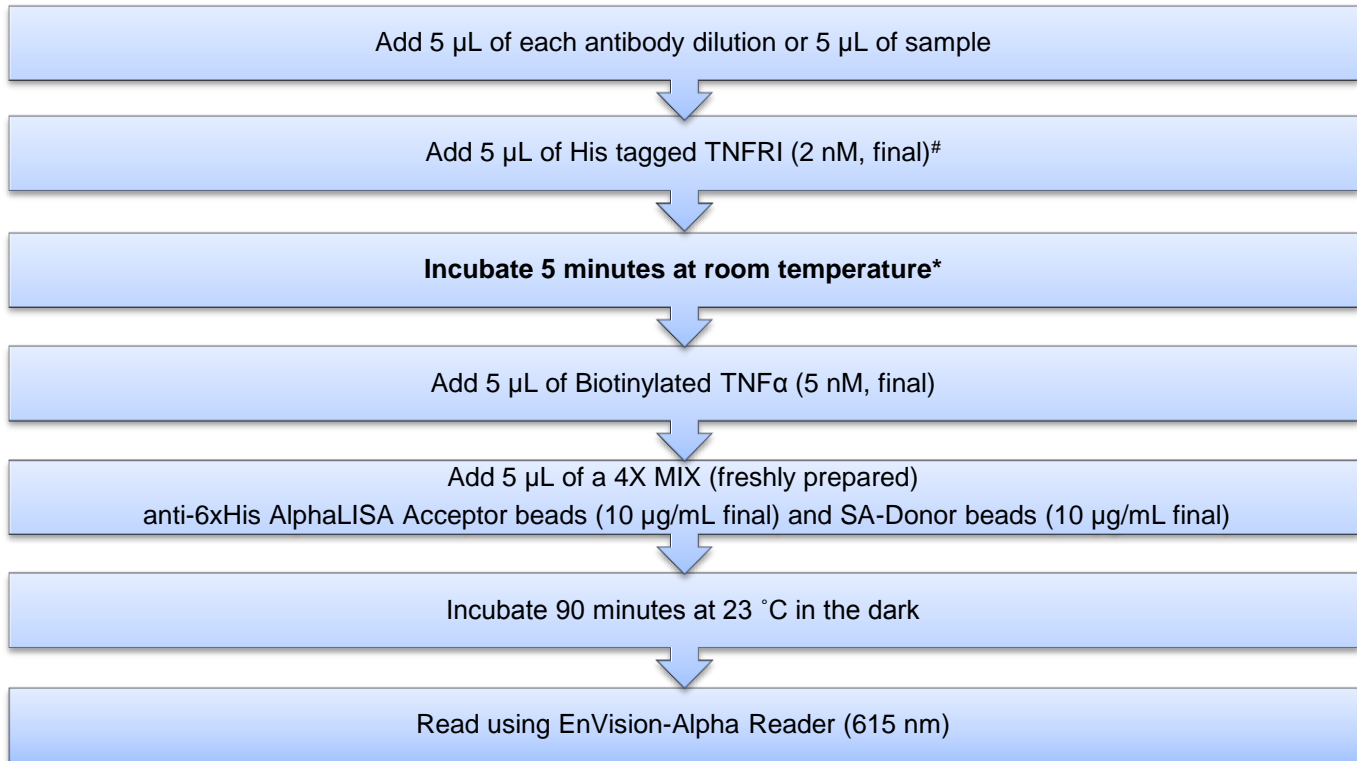 Add 5 µL of each antibody dilution or 5 µL of sample
Add 5 µL of His tagged TNFRI (2 nM, final)#
Incubate 5 minutes at room temperature*
Add 5 µL of Biotinylated TNFα (5 nM, final)
Add 5 µL of a 4X MIX (freshly prepared)
anti-6xHis AlphaLISA Acceptor beads (10 µg/mL final) and SA-Donor beads (10 µg/mL final)
Incubate 90 minutes at 23 ˚C in the dark
Read using EnVision-Alpha Reader (615 nm)